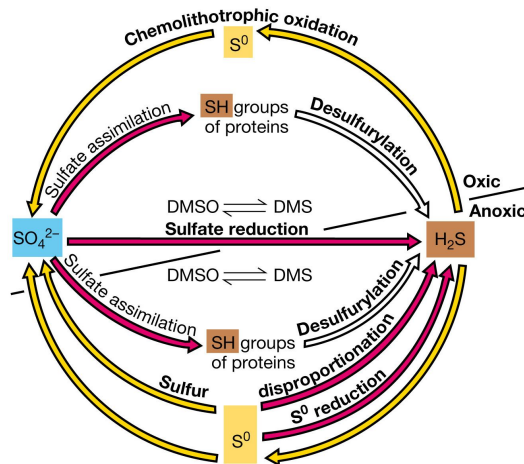 Chemolithotrophic oxidation
S⁰
SH groups
of proteins
Sulfate assimilation
Desulfurylation
Oxic
Anoxic
DMSO ⇌ DMS
SO₄²⁻
Sulfate reduction
H₂S
DMSO ⇌ DMS
Sulfate assimilation
Desulfurylation
SH groups
of proteins
Sulfur
disproportionation
S⁰ reduction
S⁰